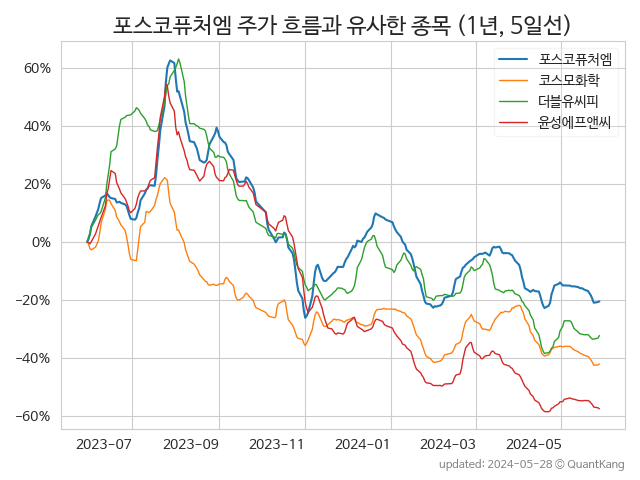 포스코퓨처엠 주가 흐름과 유사한 종목 (1년, 5일선)
포스코퓨처엠
코스모화학
더블유씨피
윤성에프앤씨
60%
40%
20%
0%
−20%
−40%
−60%
2023-07 2023-09 2023-11 2024-01 2024-03 2024-05
updated: 2024-05-28 © QuantKang